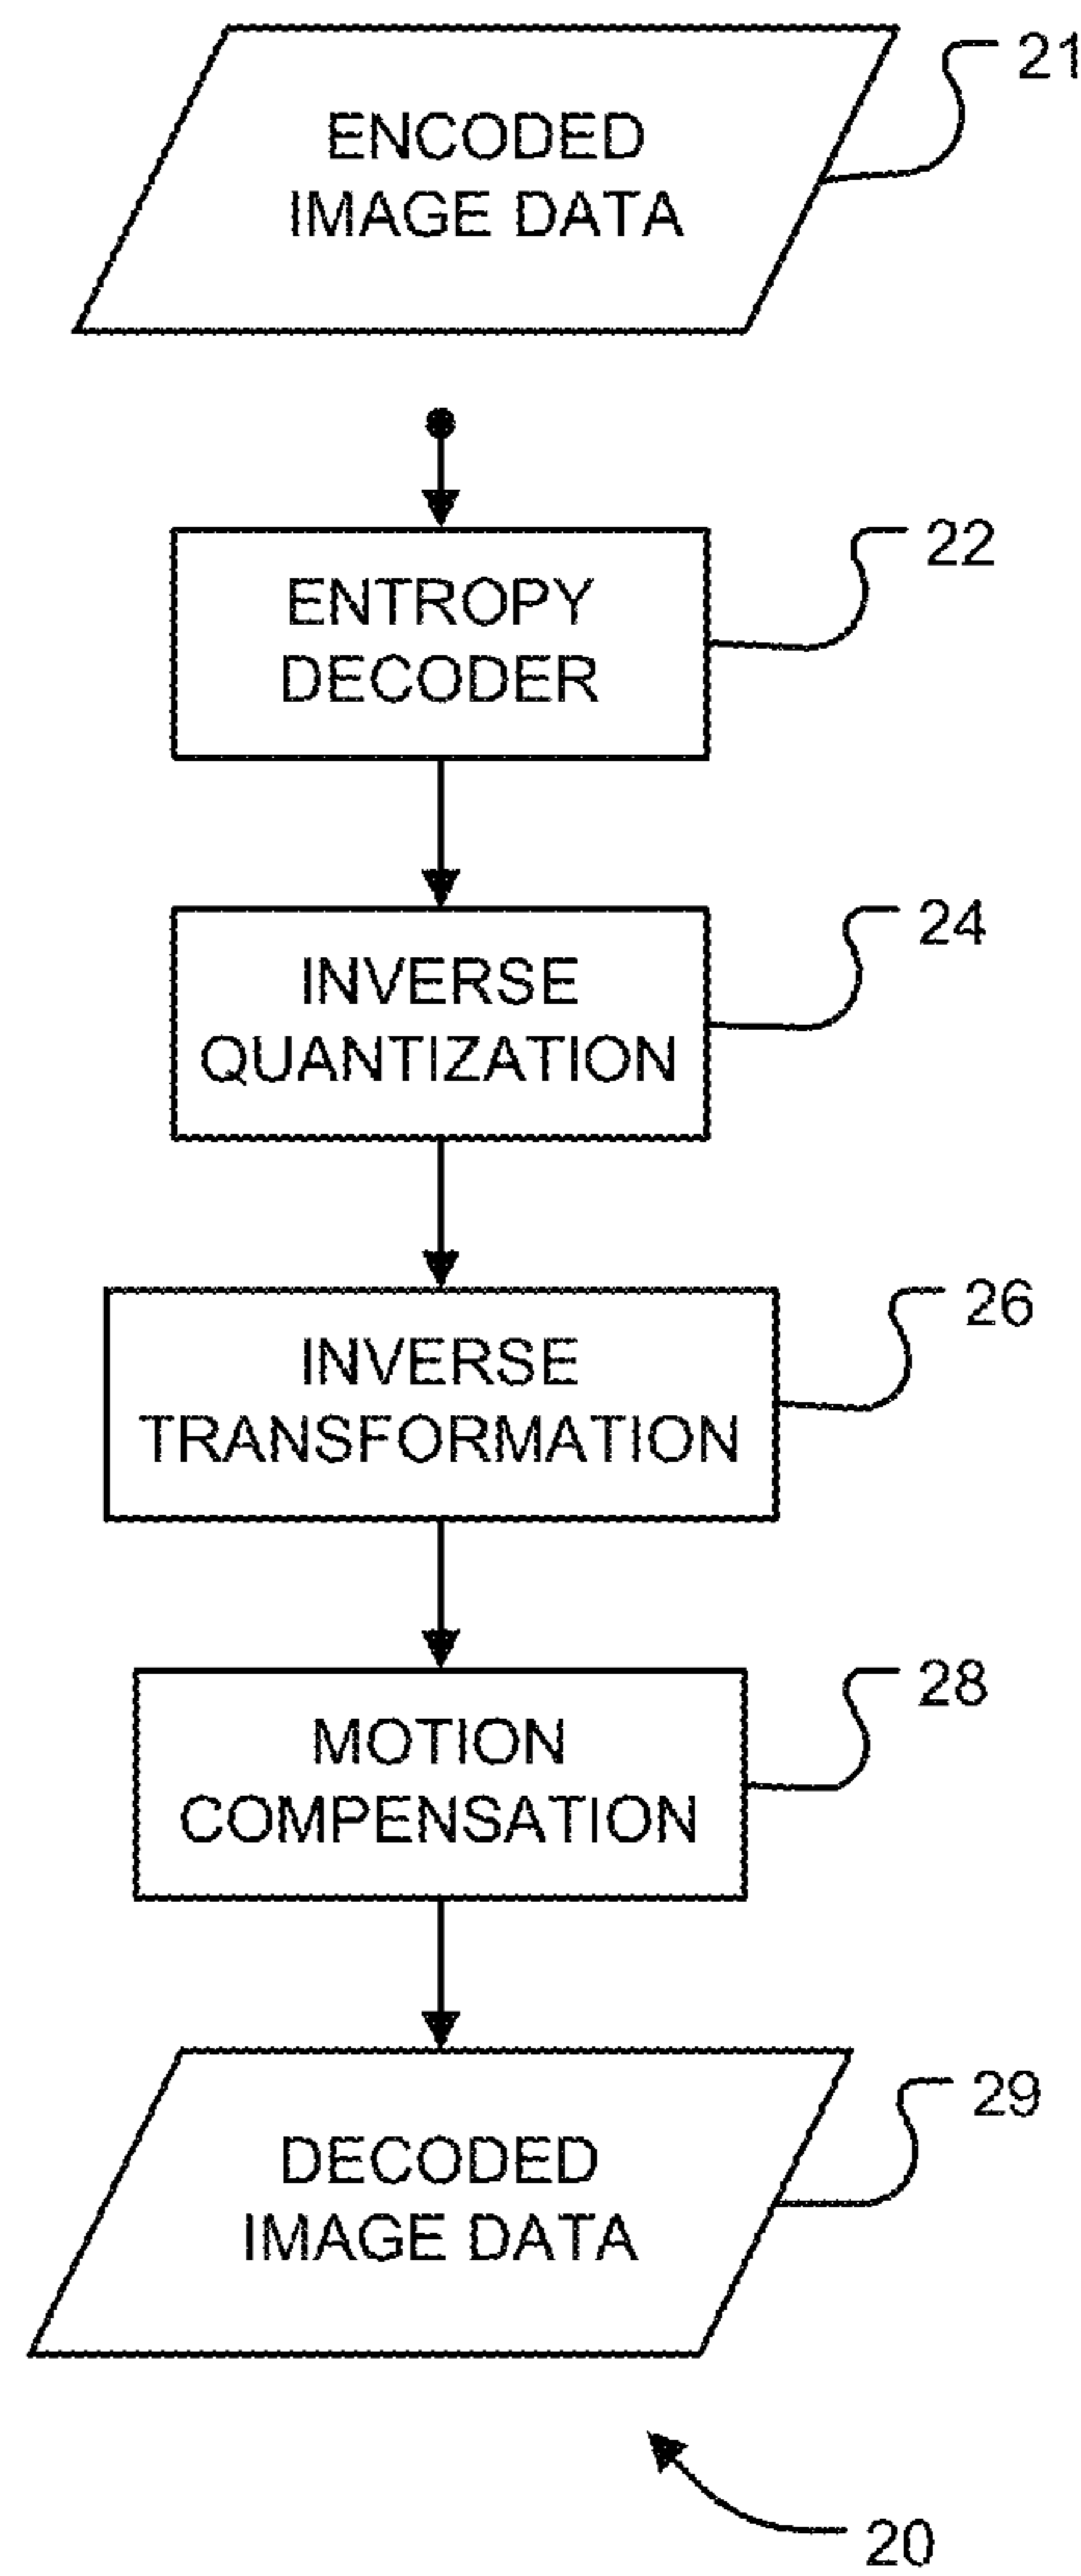 ENCODED
IMAGE DATA
21
ENTROPY
DECODER
22
INVERSE
QUANTIZATION
24
INVERSE
TRANSFORMATION
26
MOTION
COMPENSATION
28
DECODED
IMAGE DATA
29
20